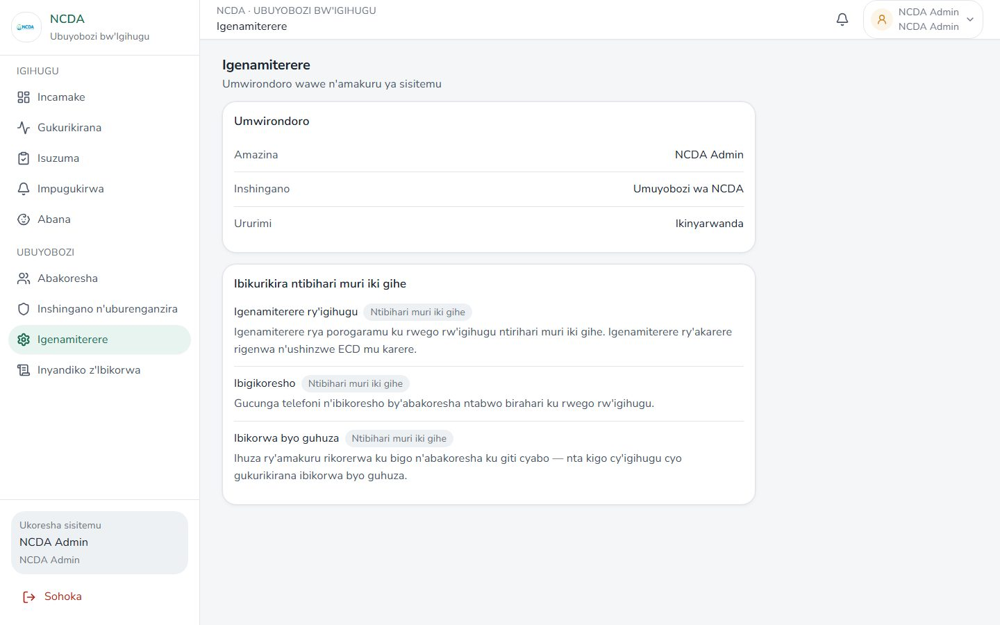 NCDA
NCDA
Ubuyobozi bw'Igihugu
IGIHUGU
Incamake
Gukurikirana
Isuzuma
Impugukirwa
Abana
UBUYOBOZI
Abakoresha
Inshingano n'uburenganzira
Igenamiterere
Inyandiko z'Ibikorwa
Ukoresha sisitemu
NCDA Admin
NCDA Admin
Sohoka
NCDA · UBUYOBOZI BW'IGIHUGU
Igenamiterere
NCDA Admin
NCDA Admin
Igenamiterere
Umwirondoro wawe n'amakuru ya sisitemu
Umwirondoro
Amazina NCDA Admin
Inshingano Umuyobozi wa NCDA
Ururimi Ikinyarwanda
Ibikurikira ntibihari muri iki gihe
Igenamiterere ry'igihugu Ntibihari muri iki gihe
Igenamiterere rya porogaramu ku rwego rw'igihugu ntirihari muri iki gihe. Igenamiterere ry'akarere
rigenwa n'ushinzwe ECD mu karere.
Ibigikoresho Ntibihari muri iki gihe
Gucunga telefoni n'ibikoresho by'abakoresha ntabwo birahari ku rwego rw'igihugu.
Ibikorwa byo guhuza Ntibihari muri iki gihe
Ihuza ry'amakuru rikorerwa ku bigo n'abakoresha ku giti cyabo — nta kigo cy'igihugu cyo
gukurikirana ibikorwa byo guhuza.